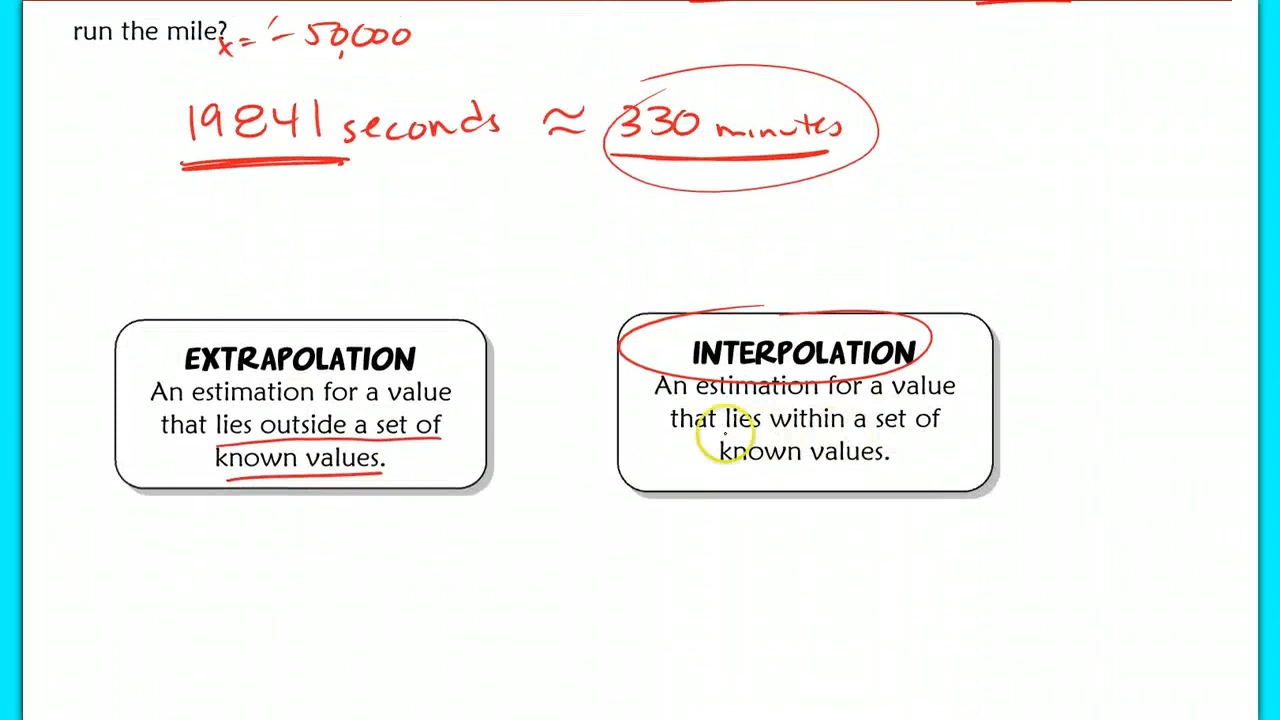 run the mile?
x = -50,000
19841 seconds ≈ 330 minutes
EXTRAPOLATION
An estimation for a value
that lies outside a set of
known values.
INTERPOLATION
An estimation for a value
that lies within a set of
known values.